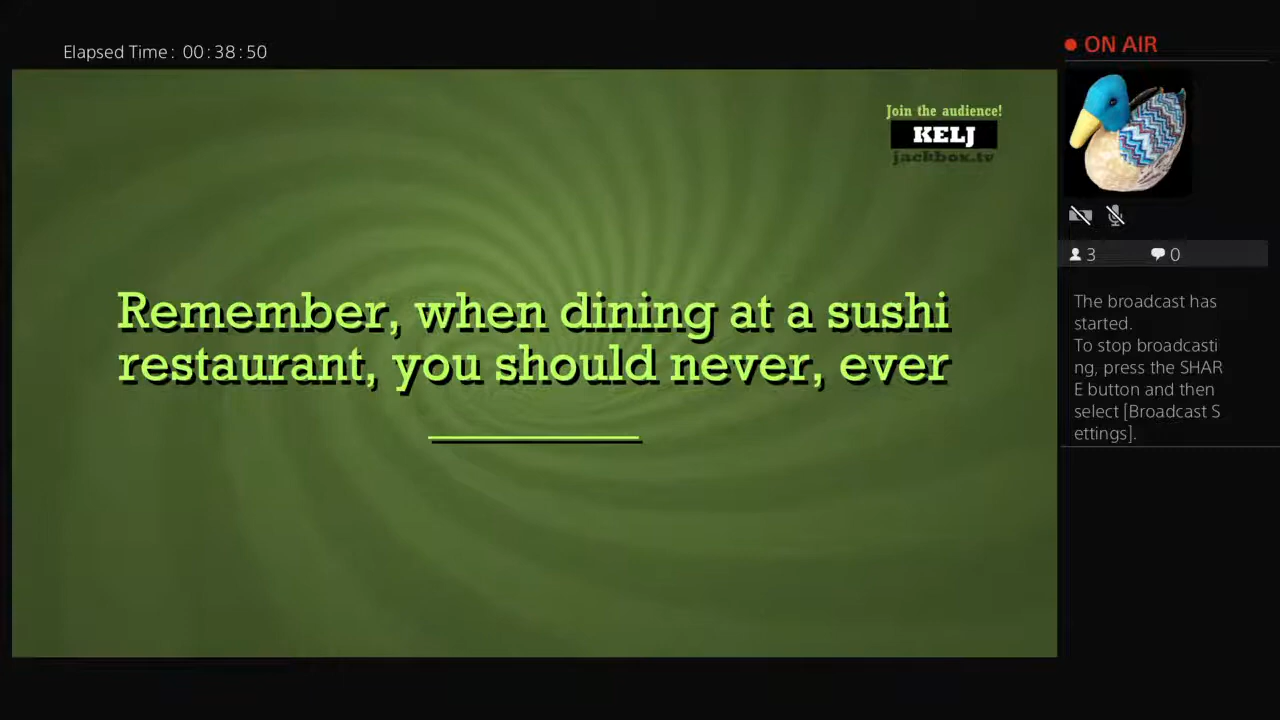 Elapsed Time: 00:38:50
ON AIR
Join the audience!
KELJ
jackbox.tv
3
0
Remember, when dining at a sushi
restaurant, you should never, ever
The broadcast has
started.
To stop broadcasti
ng, press the SHAR
E button and then
select [Broadcast S
ettings].